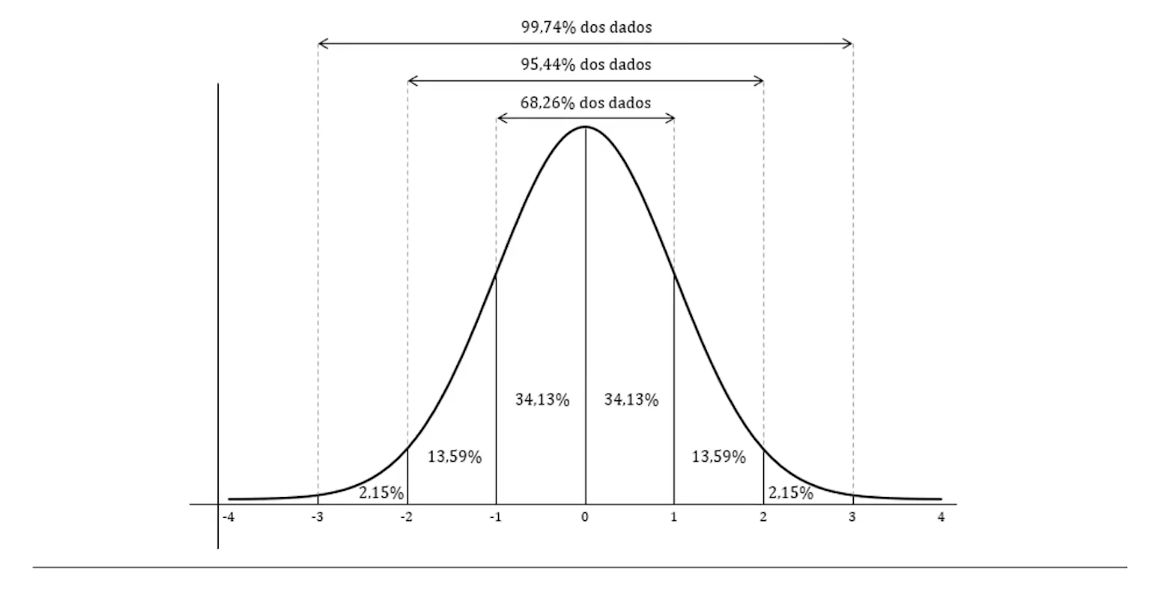 99,74% dos dados
95,44% dos dados
68,26% dos dados
34,13% 34,13%
13,59% 13,59%
2,15% 2,15%
-4 -3 -2 -1 0 1 2 3 4